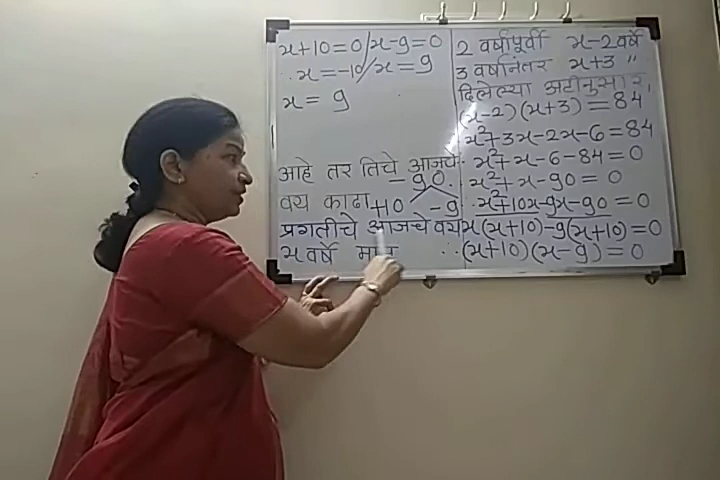 x+10=0/x-9=0
∴ x=-10/x=9
x= 9
आहे तर तिचे आजचे
वय काढा
-90
+10 -9
प्रगतीचे आजचे वय
x वर्षे
2 वर्षांपूर्वी x-2 वर्षे
3 वर्षांनंतर x+3 "
दिलेल्या अटीनुसार,
(x-2)(x+3)=84
x²+3x-2x-6=84
∴ x²+x-6-84=0
∴ x²+x-90=0
∴ x²+10x-9x-90=0
x(x+10)-9(x+10)=0
∴ (x+10)(x-9)=0